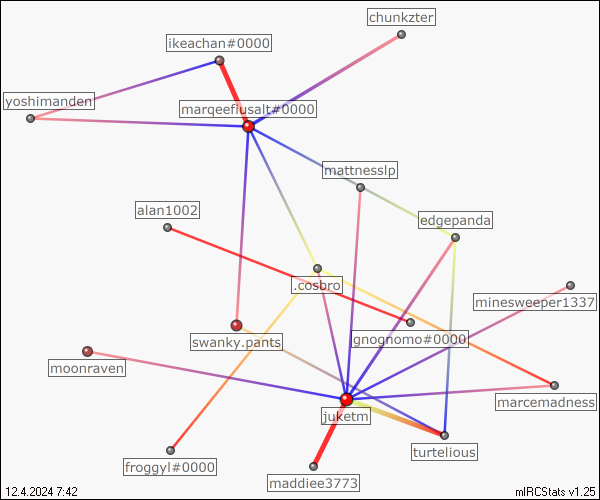 chunkzter
ikeachan#0000
yoshimanden
marqeefiusalt#0000
mattnesslp
alan1002
edgepanda
.cosbro
minesweeper1337
swanky.pants
gnognomo#0000
moonraven
marcemadness
juketm
turtelious
froggyl#0000
maddiee3773
12.4.2024 7:42
mIRCStats v1.25